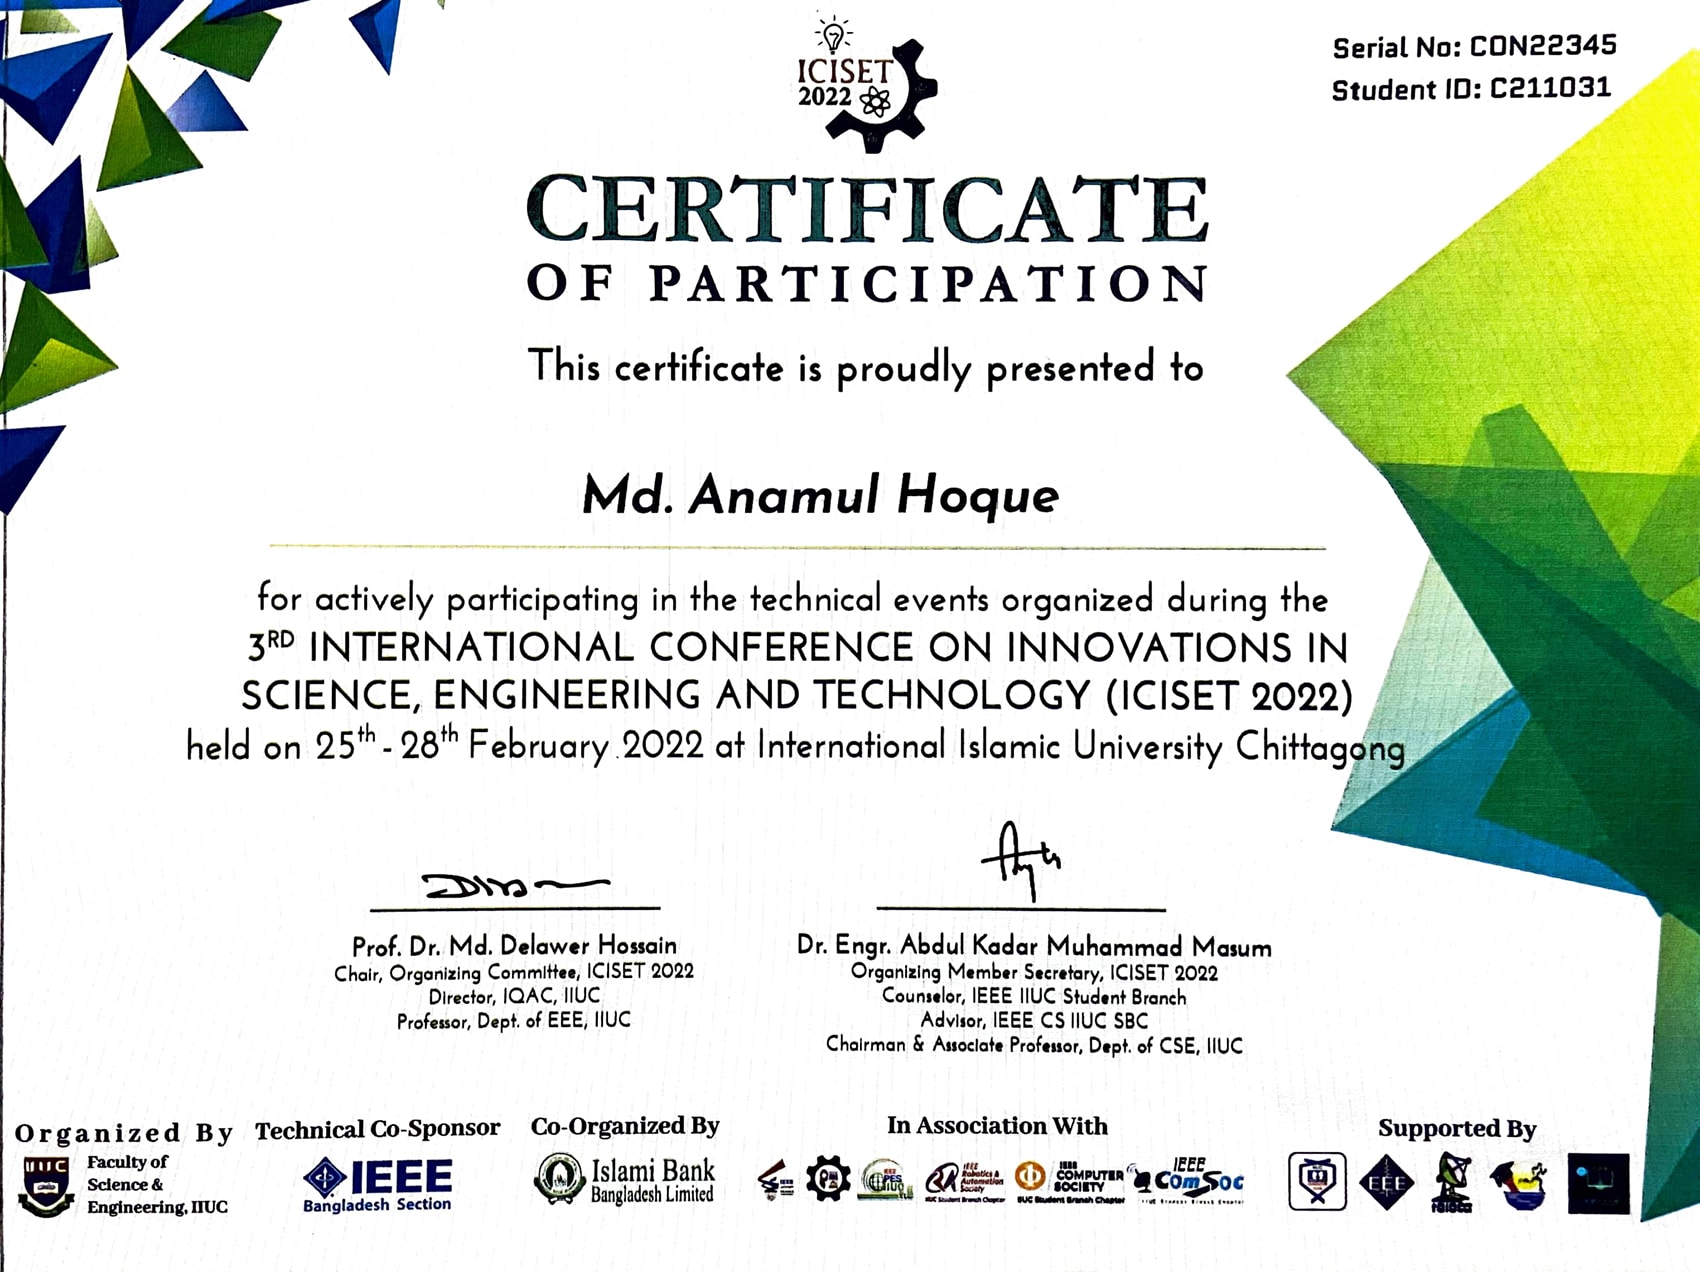 ICISET
2022
Serial No: CON22345
Student ID: C211031
CERTIFICATE
OF PARTICIPATION
This certificate is proudly presented to
Md. Anamul Hoque
for actively participating in the technical events organized during the
3RD INTERNATIONAL CONFERENCE ON INNOVATIONS IN
SCIENCE, ENGINEERING AND TECHNOLOGY (ICISET 2022)
held on 25th - 28th February 2022 at International Islamic University Chittagong
Prof. Dr. Md. Delawer Hossain
Chair, Organizing Committee, ICISET 2022
Director, IQAC, IIUC
Professor, Dept. of EEE, IIUC
Dr. Engr. Abdul Kadar Muhammad Masum
Organizing Member Secretary, ICISET 2022
Counselor, IEEE IIUC Student Branch
Advisor, IEEE CS IIUC SBC
Chairman & Associate Professor, Dept. of CSE, IIUC
Organized By
IIUC
Faculty of
Science &
Engineering, IIUC
Technical Co-Sponsor
IEEE
Bangladesh Section
Co-Organized By
Islami Bank
Bangladesh Limited
In Association With
PES
IIUC
IEEE
Robotics &
Automation
Society
IIUC Student Branch Chapter
IEEE
COMPUTER
SOCIETY
IIUC Student Branch Chapter
IEEE
ComSoc
Supported By
EEE